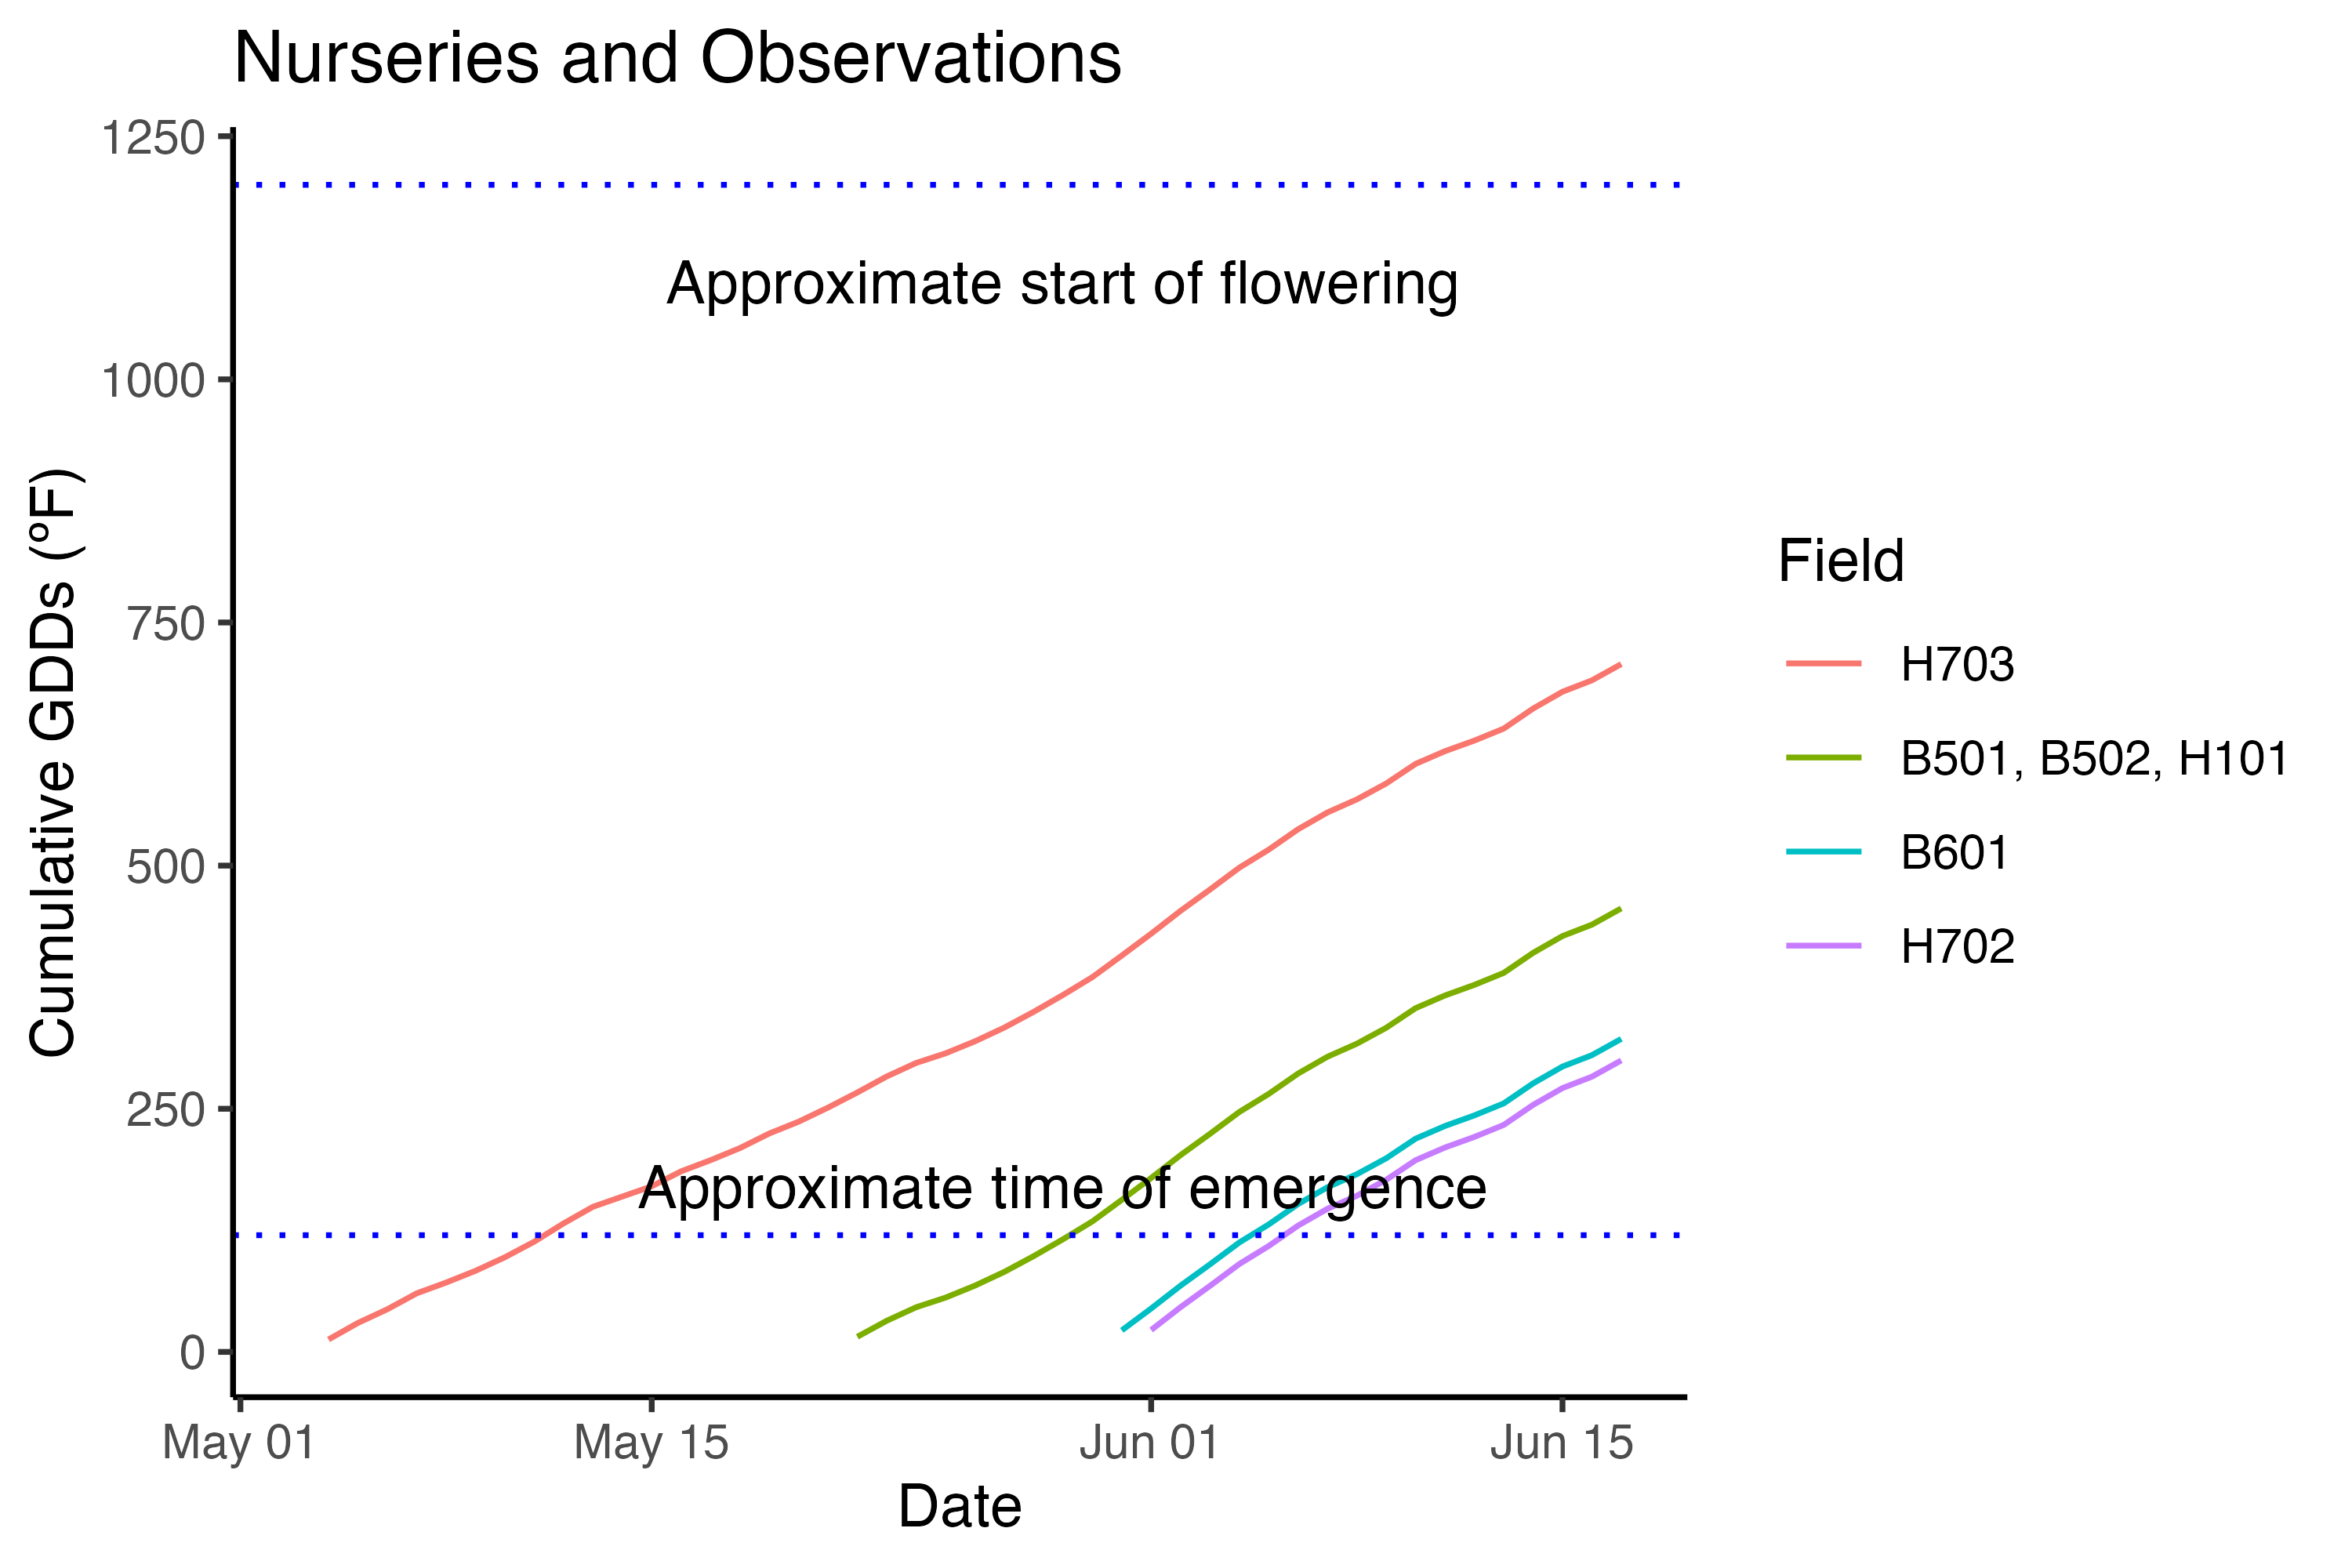 Nurseries and Observations
1250
Approximate start of flowering
1000
750
500
250
Approximate time of emergence
0
Cumulative GDDs (ºF)
May 01
May 15
Jun 01
Jun 15
Date
Field
H703
B501, B502, H101
B601
H702